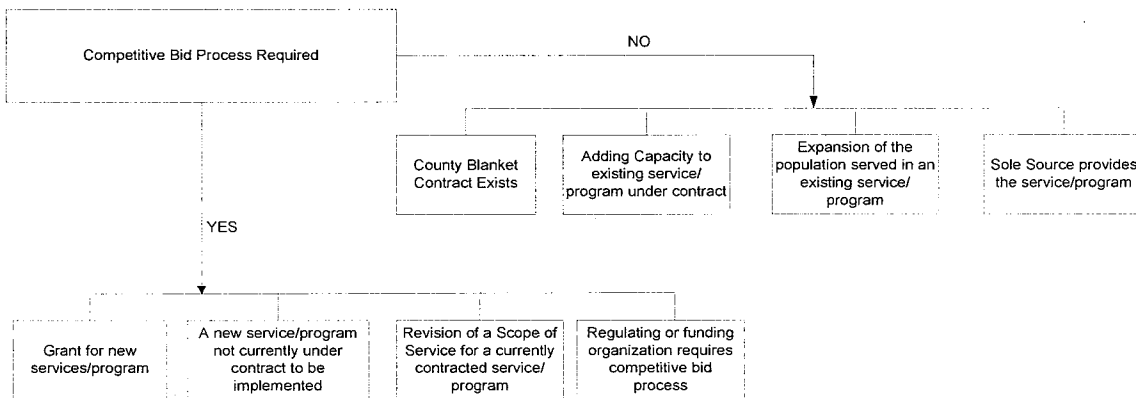 Competitive Bid Process Required
NO
County Blanket
Contract Exists
Adding Capacity to
existing service/
program under contract
Expansion of the
population served in an
existing service/
program
Sole Source provides
the service/program
YES
Grant for new
services/program
A new service/program
not currently under
contract to be
implemented
Revision of a Scope of
Service for a currently
contracted service/
program
Regulating or funding
organization requires
competitive bid
process